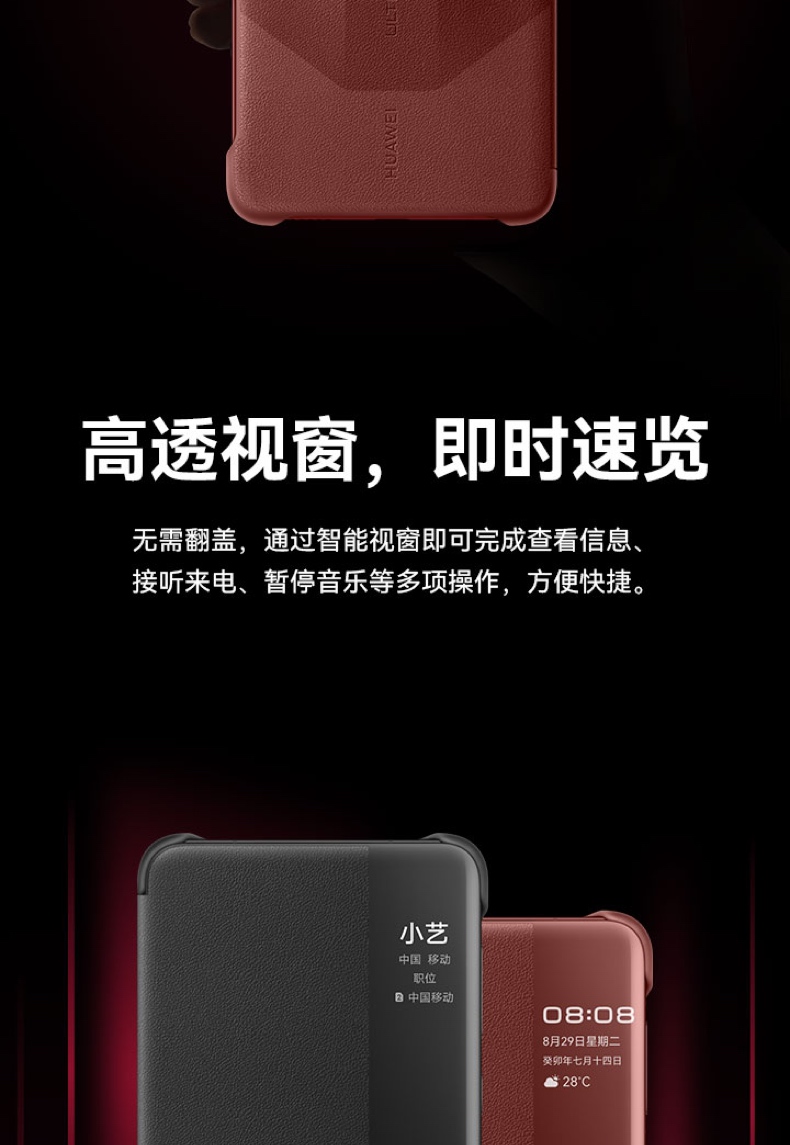 ULT
HUAWEI
高透视窗，即时速览
无需翻盖，通过智能视窗即可完成查看信息、
接听来电、暂停音乐等多项操作，方便快捷。
小艺
中国 移动
职位
2 中国移动
08:08
8月29日星期二
癸卯年七月十四日
28°C